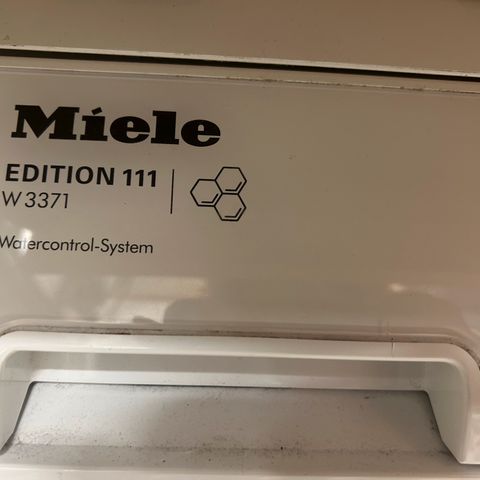 Miele
EDITION 111
W 3371
Watercontrol-System